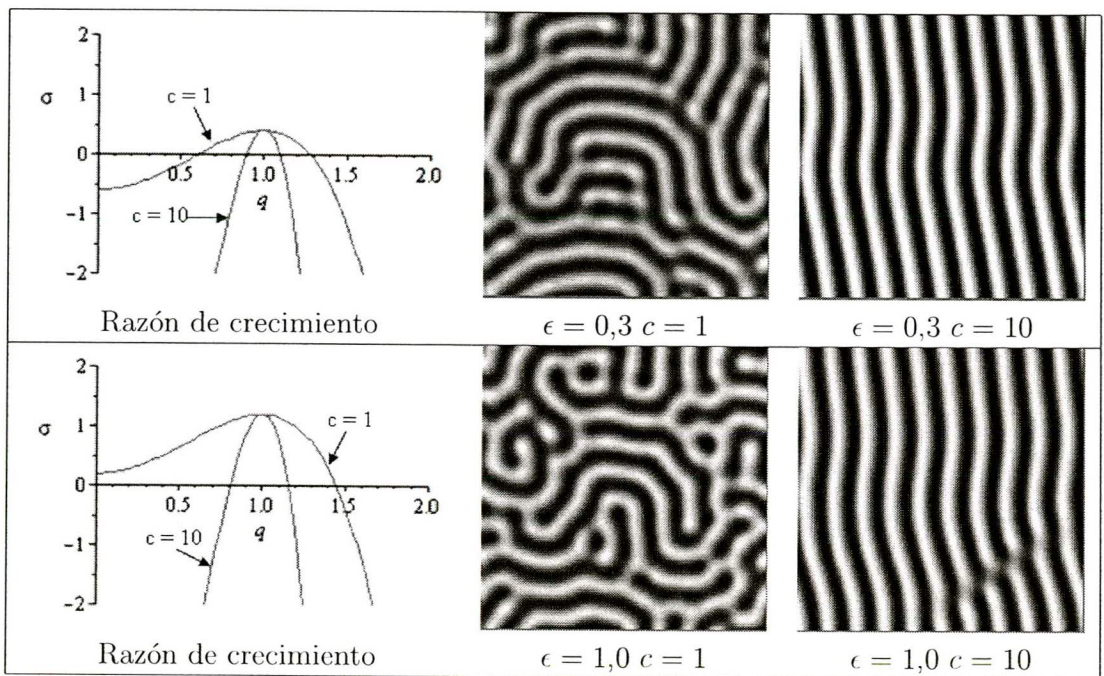 2
σ
1
c = 1
0
0.5
1.0
1.5
2.0
q
-1
c = 10
-2
Razón de crecimiento
ϵ = 0,3 c = 1
ϵ = 0,3 c = 10
2
σ
1
c = 1
0
0.5
1.0
1.5
2.0
q
-1
c = 10
-2
Razón de crecimiento
ϵ = 1,0 c = 1
ϵ = 1,0 c = 10